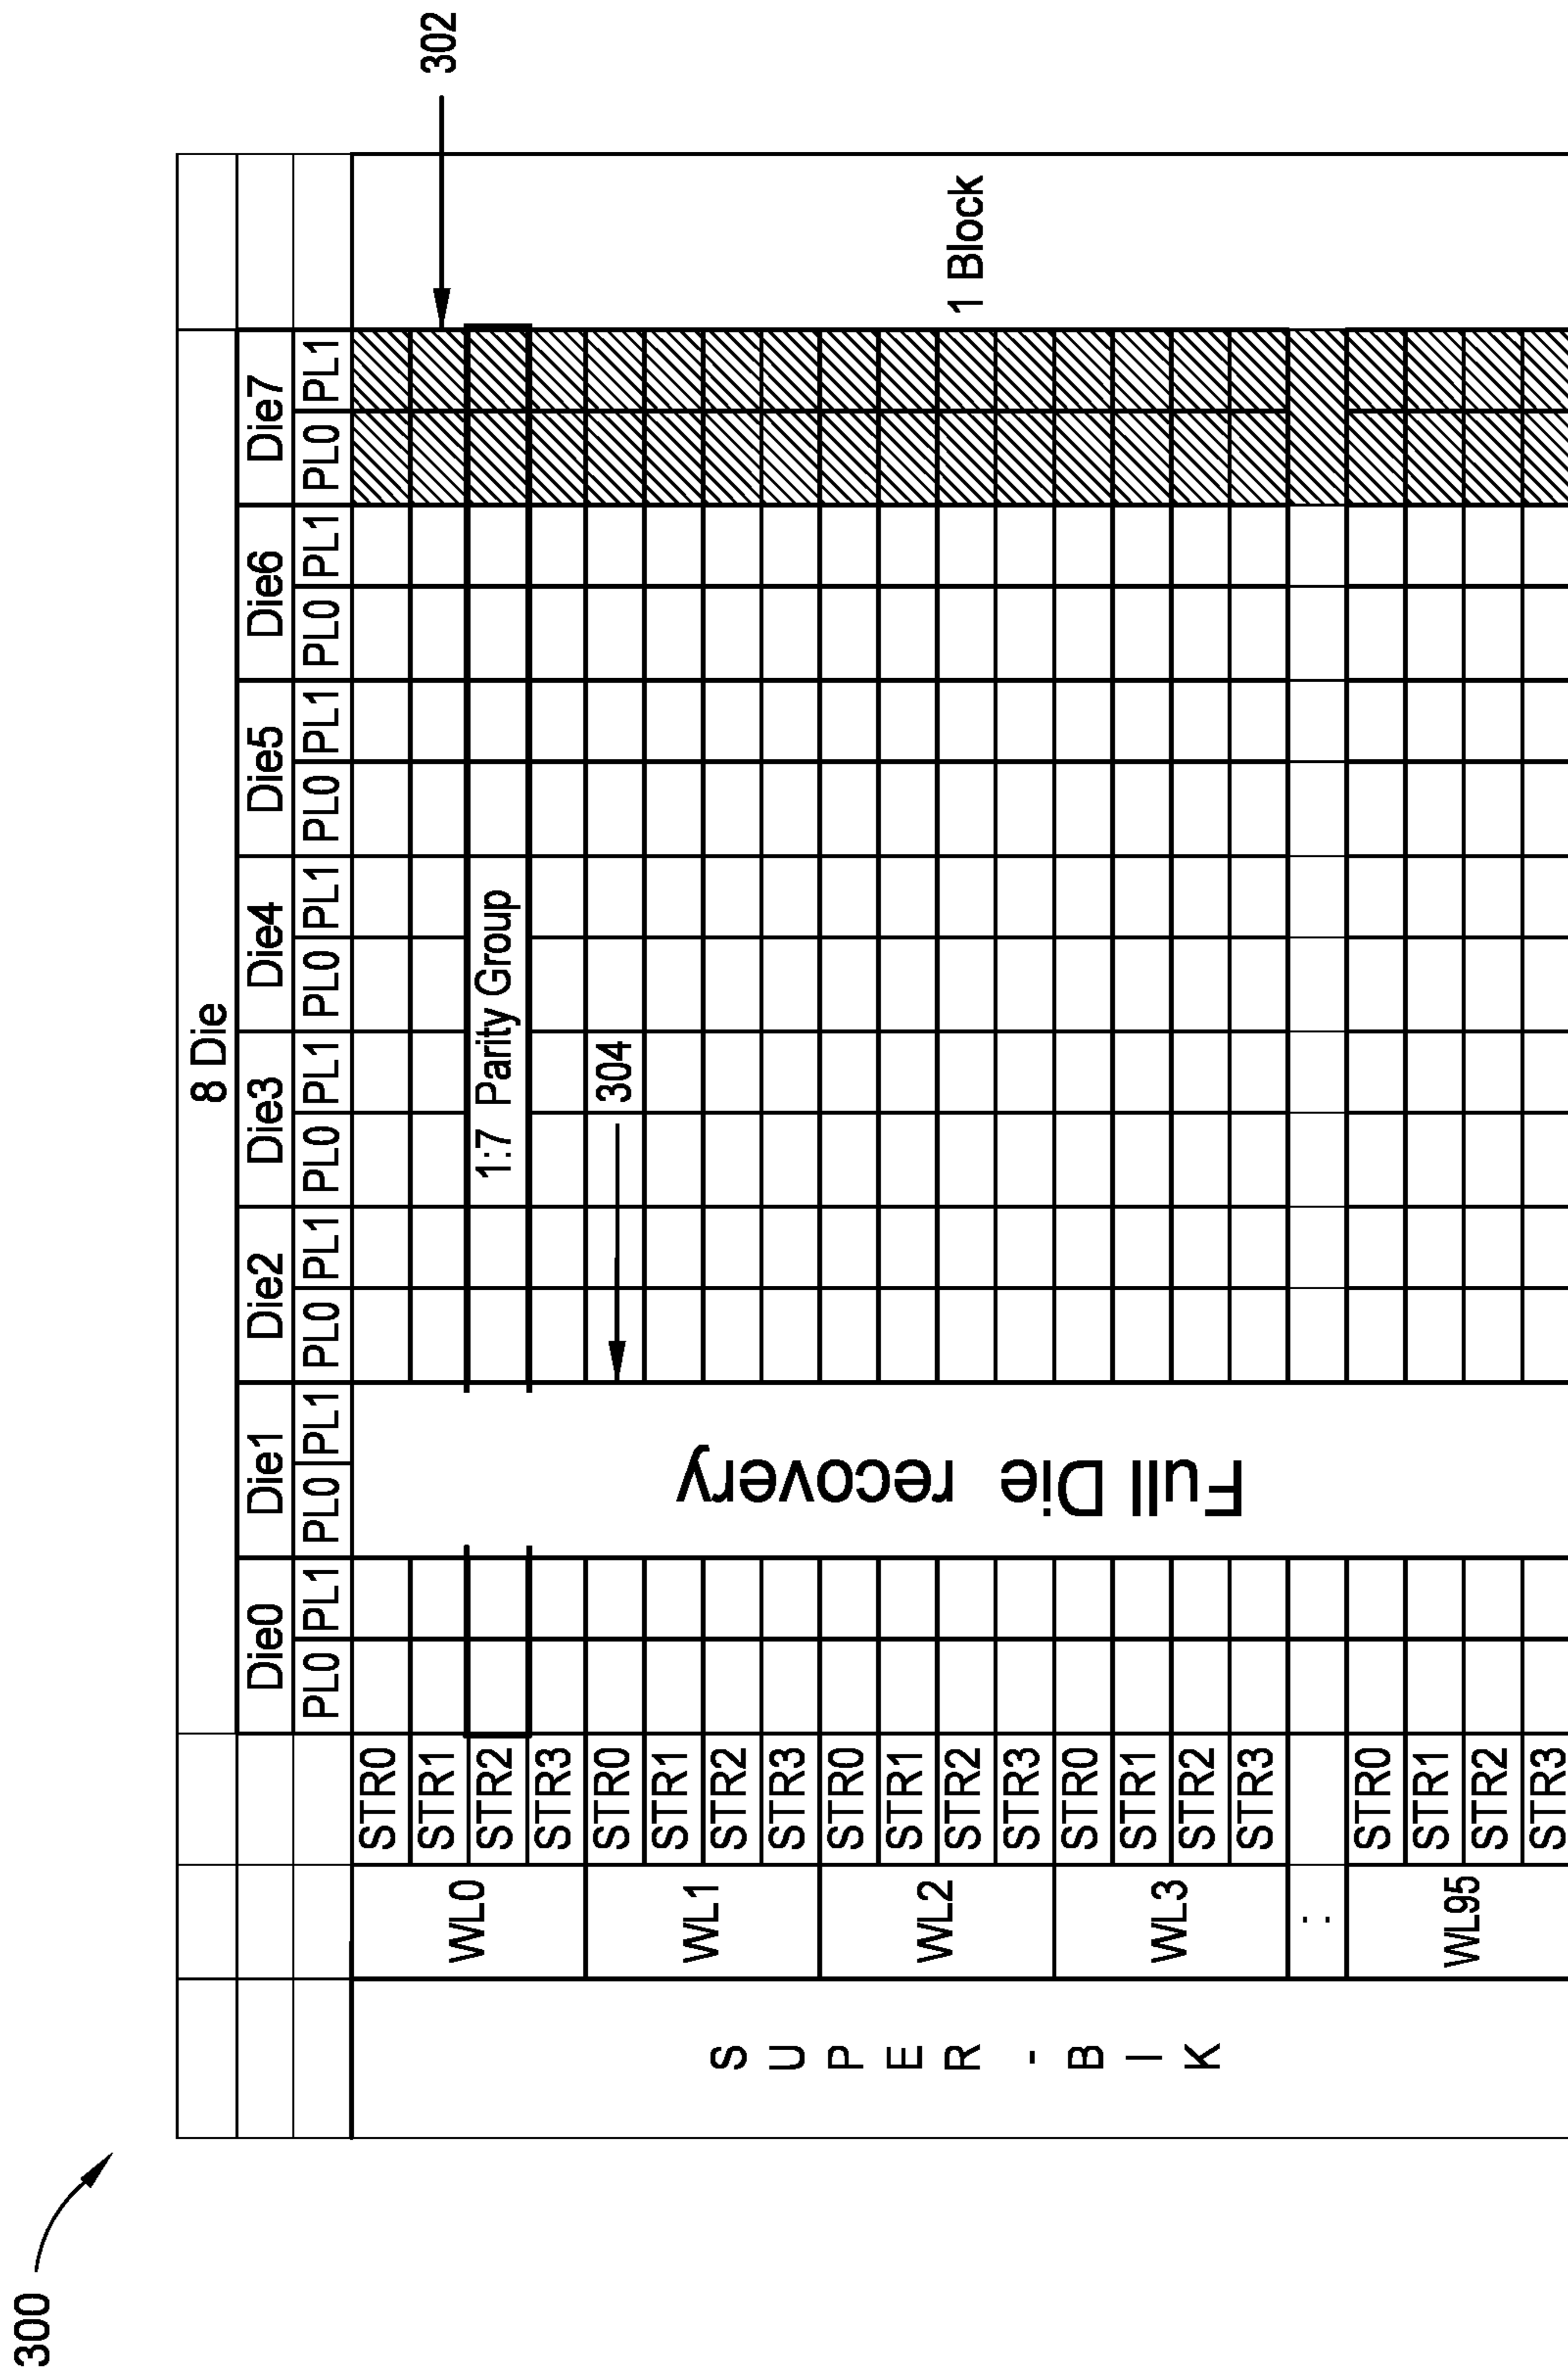 300
8 Die
Die0 Die1 Die2 Die3 Die4 Die5 Die6 Die7
PL0 PL1 PL0 PL1 PL0 PL1 PL0 PL1 PL0 PL1 PL0 PL1 PL0 PL1 PL0 PL1
302
SUPER-BIK
WL0
STR0
STR1
STR2
1:7 Parity Group
STR3
WL1
STR0
304
STR1
STR2
STR3
WL2
STR0
STR1
STR2
STR3
WL3
STR0
STR1
STR2
STR3
:
WL95
STR0
STR1
STR2
STR3
Full Die recovery
1 Block